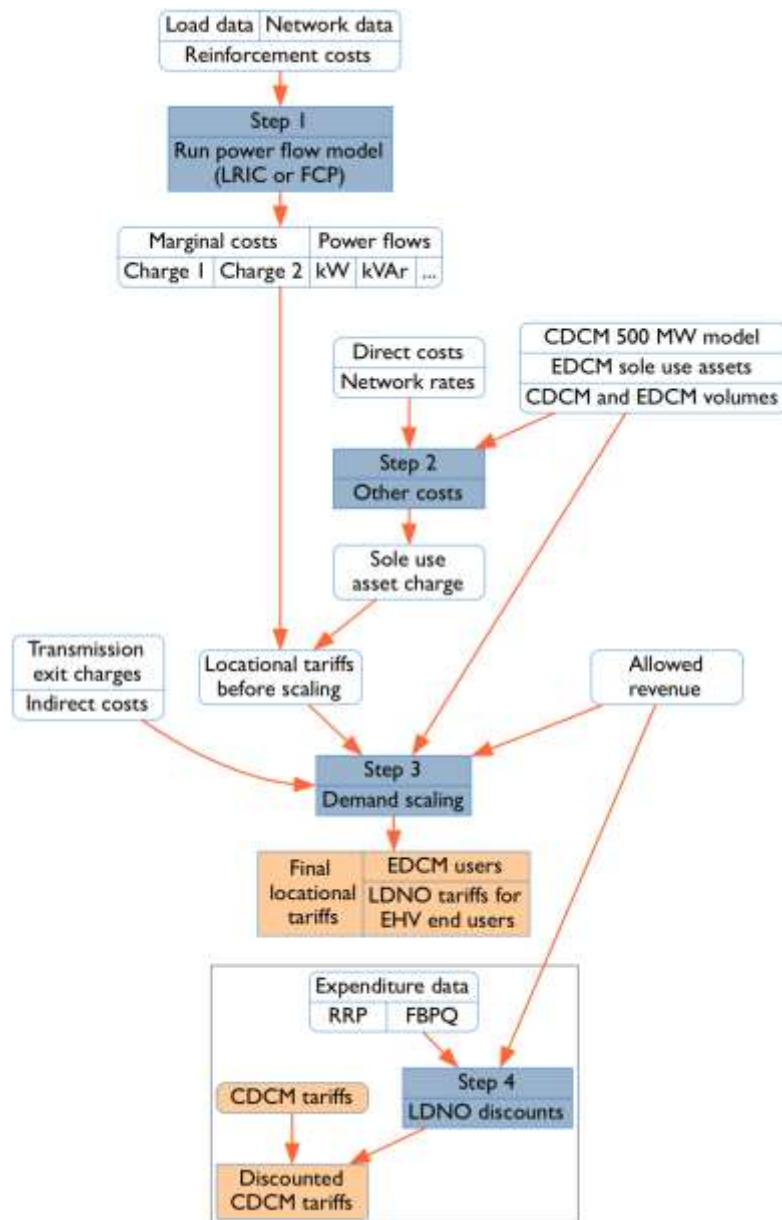 Load data Network data
Reinforcement costs
Step 1
Run power flow model
(LRIC or FCP)
Marginal costs Power flows
Charge 1 Charge 2 kW kVAr ...
Direct costs
Network rates
CDCM 500 MW model
EDCM sole use assets
CDCM and EDCM volumes
Step 2
Other costs
Sole use
asset charge
Transmission
exit charges
Indirect costs
Locational tariffs
before scaling
Allowed
revenue
Step 3
Demand scaling
Final
locational
tariffs
EDCM users
LDNO tariffs for
EHV end users
Expenditure data
RRP FBPQ
Step 4
LDNO discounts
CDCM tariffs
Discounted
CDCM tariffs